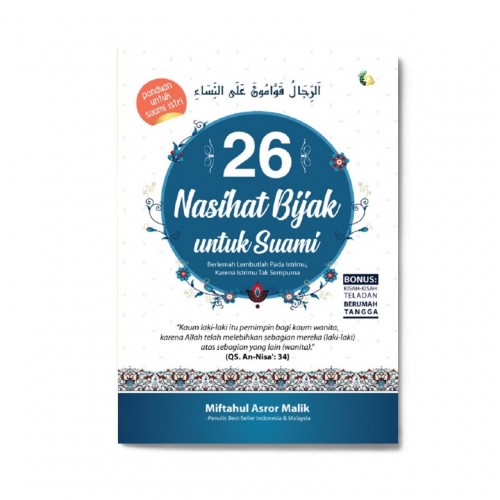 panduan
untuk
suami istri
اَلرِّجَالُ قَوَّامُوْنَ عَلَى النِّسَاءِ
26
Nasihat Bijak
untuk Suami
Berlemah Lembutlah Pada Istrimu,
Karena Istrimu Tak Sempurna
BONUS:
KISAH-KISAH
TELADAN
BERUMAH
TANGGA
"Kaum laki-laki itu pemimpin bagi kaum wanita,
karena Allah telah melebihkan sebagian mereka (laki-laki)
atas sebagian yang lain (wanita)."
(QS. An-Nisa': 34)
Miftahul Asror Malik
-Penulis Best-Seller Indonesia & Malaysia